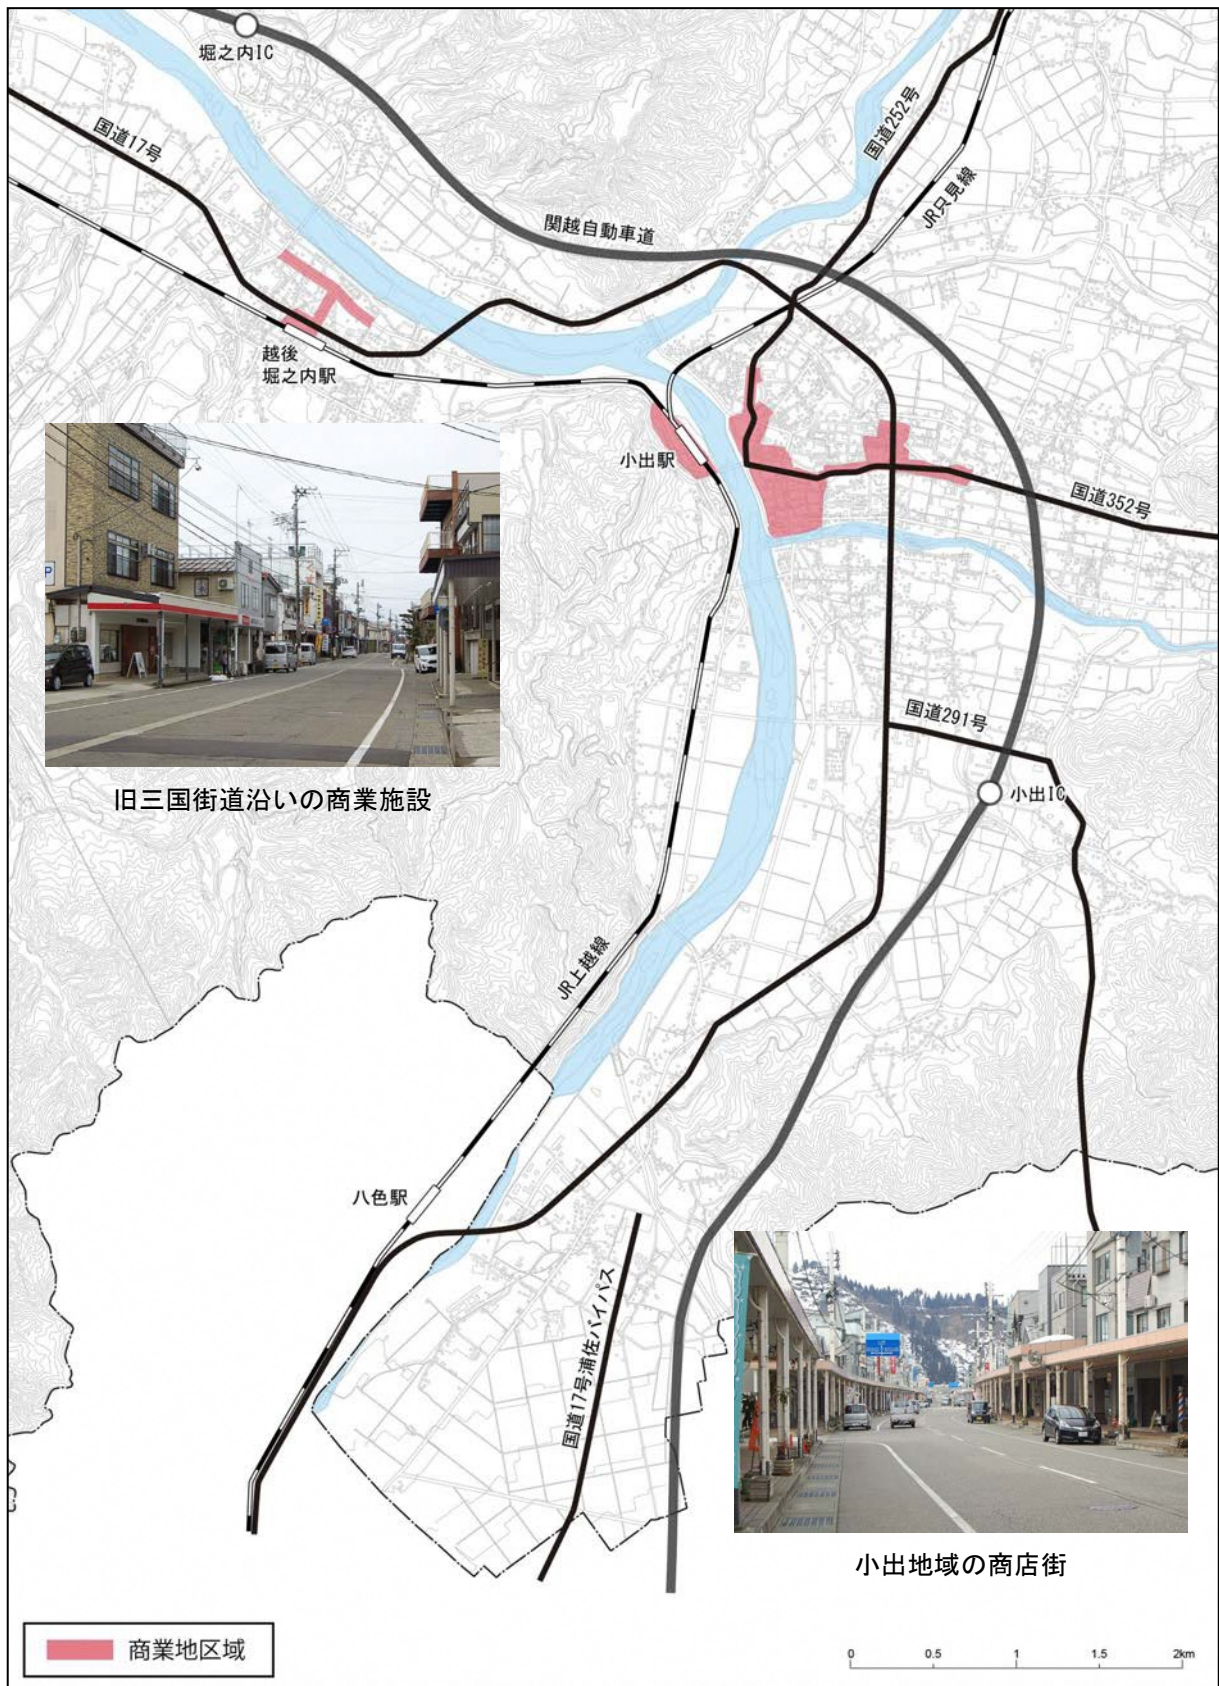 堀之内IC
国道17号
国道252号
JR只見線
関越自動車道
越後
堀之内駅
小出駅
国道352号
P
旧三国街道沿いの商業施設
国道291号
小出IC
JR上越線
八色駅
国道17号浦佐バイパス
小出地域の商店街
商業地区域
0 0.5 1 1.5 2km